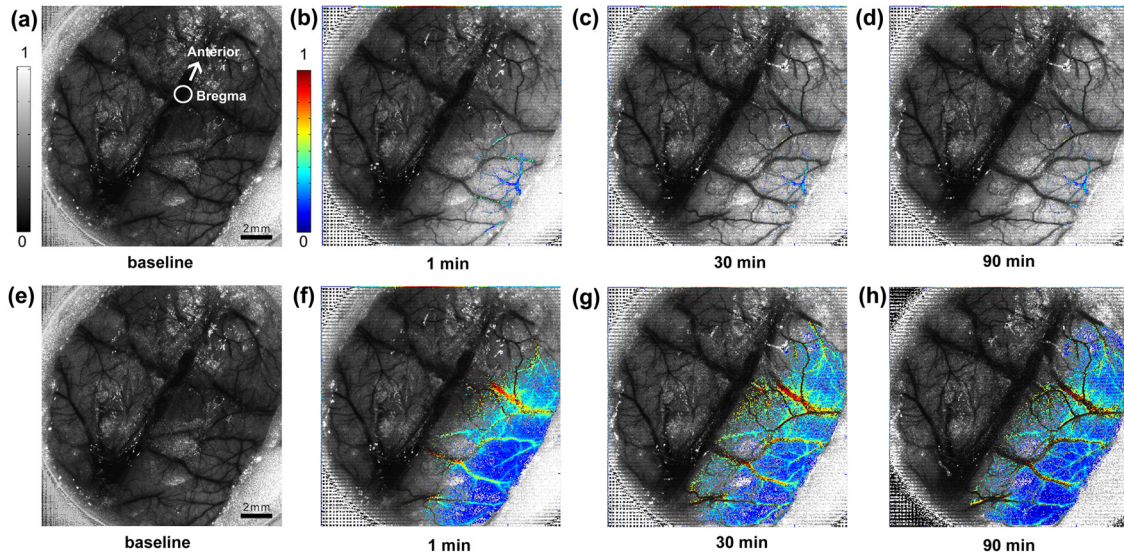 (a)
(b)
(c)
(d)
1
Antérior
Bregma
1
0
2mm
0
baseline
1 min
30 min
90 min
(e)
(f)
(g)
(h)
2mm
baseline
1 min
30 min
90 min